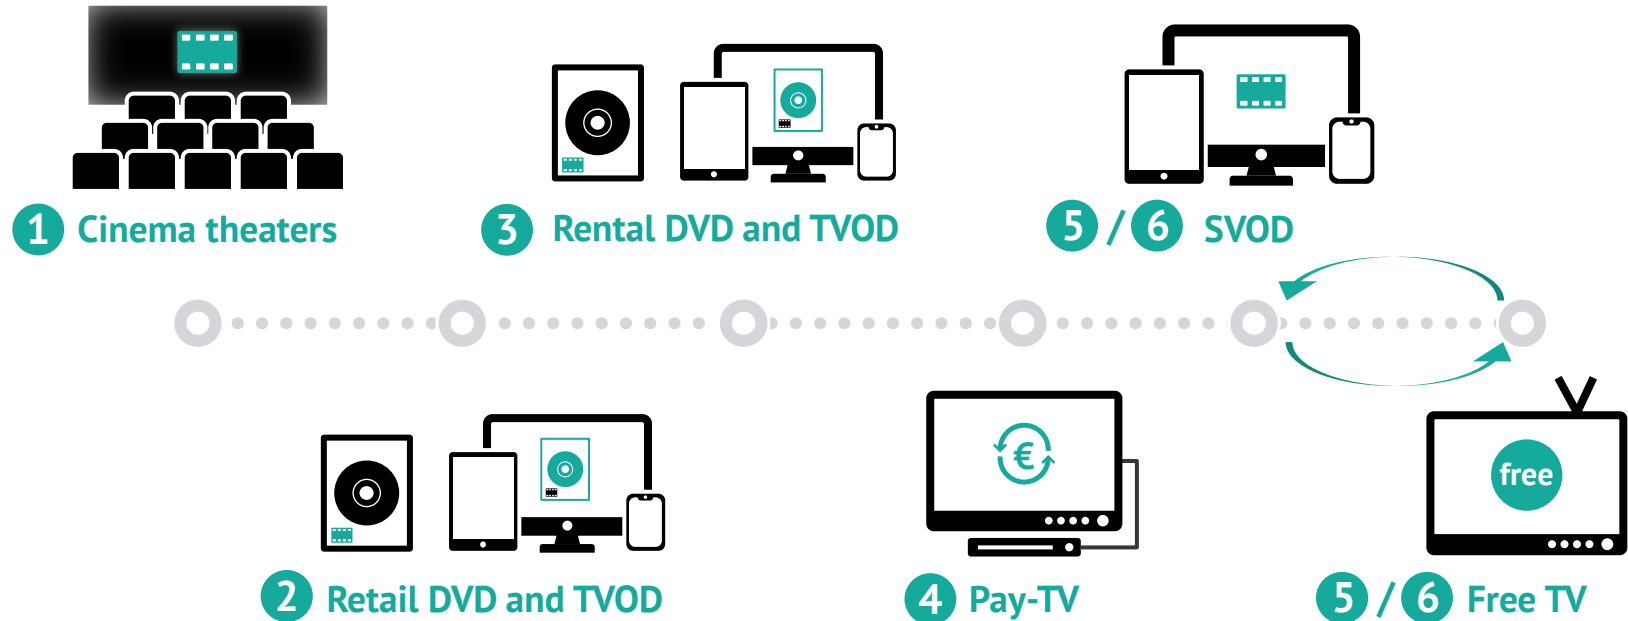 1 Cinema theaters
3 Rental DVD and TVOD
5 / 6 SVOD
€
free
2 Retail DVD and TVOD
4 Pay-TV
5 / 6 Free TV